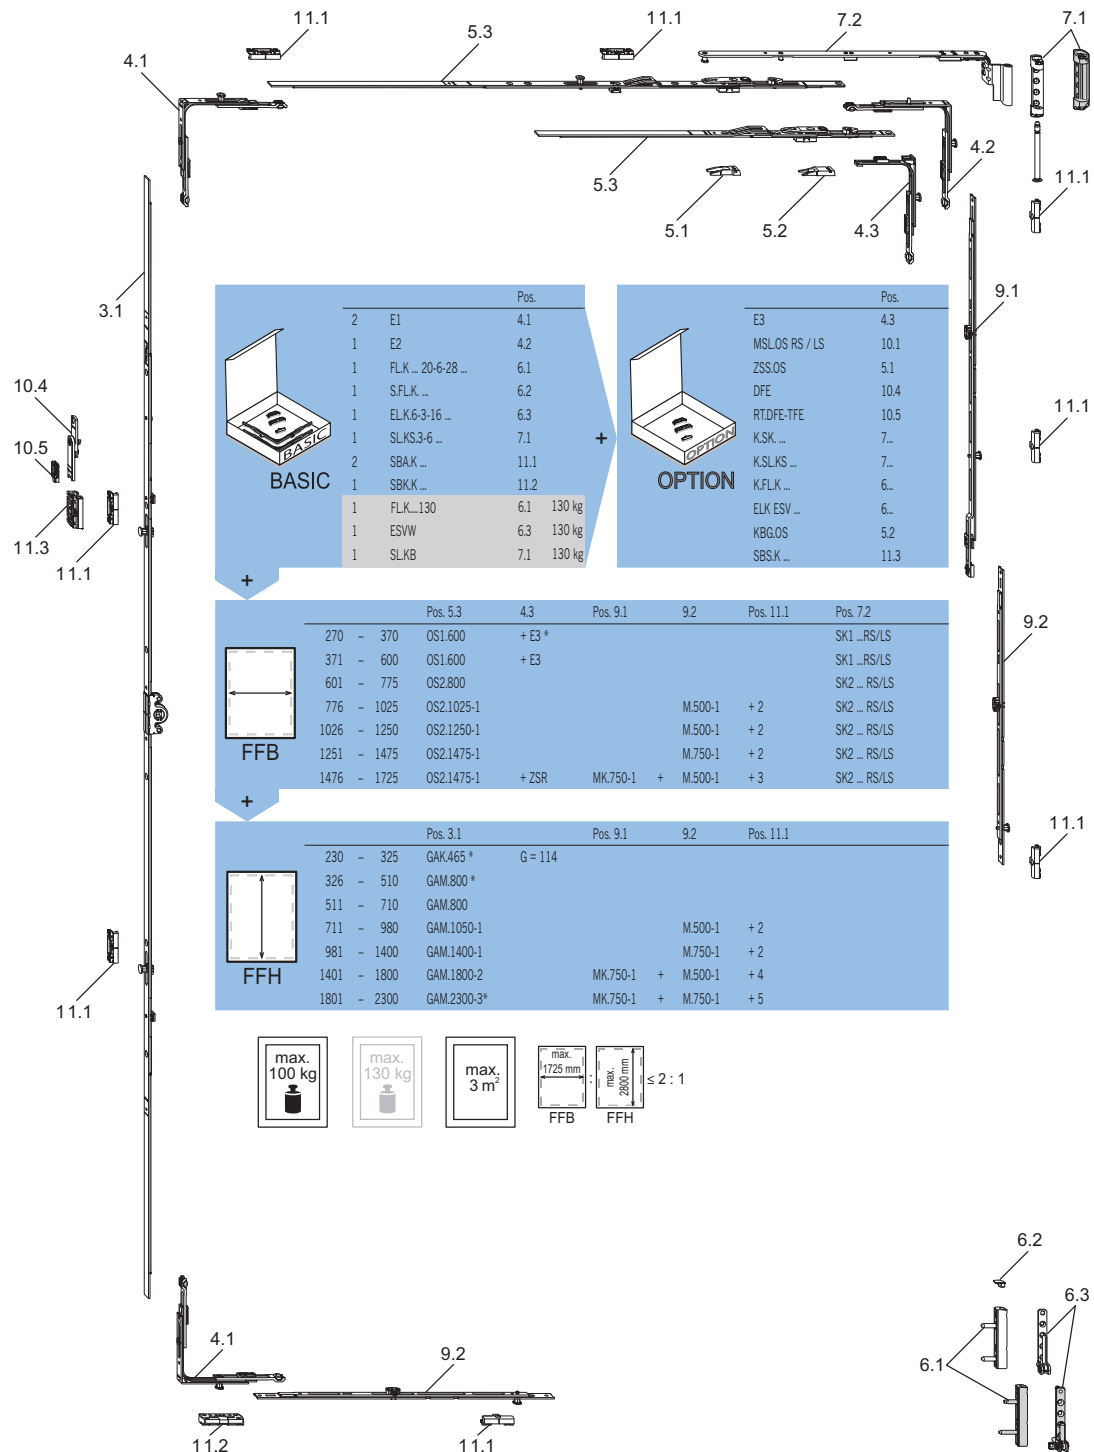 11.1
5.3
11.1
7.2
7.1
4.1
5.3
5.1
5.2
4.3
4.2
11.1
3.1
9.1
10.4
10.5
11.3
11.1
11.1
9.2
11.1
11.1
Pos.
2 E1 4.1
1 E2 4.2
1 FL.K ... 20-6-28 ... 6.1
1 S.FL.K. ... 6.2
1 EL.K.6-3-16 ... 6.3
1 SL.KS.3-6 ... 7.1
2 SBA.K ... 11.1
1 SBK.K ... 11.2
1 FL.K....130 6.1 130 kg
1 ESVW 6.3 130 kg
1 SL.KB 7.1 130 kg
BASIC
BASIC
+
Pos.
E3 4.3
MSL.OS RS / LS 10.1
ZSS.OS 5.1
DFE 10.4
RT.DFE-TFE 10.5
K.SK. ... 7...
K.SL.KS ... 7...
K.FL.K ... 6...
ELK ESV ... 6...
KBG.OS 5.2
SBS.K ... 11.3
OPTION
OPTION
+
Pos. 5.3 4.3 Pos. 9.1 9.2 Pos. 11.1 Pos. 7.2
270 – 370 OS1.600 + E3 * SK1 ...RS/LS
371 – 600 OS1.600 + E3 SK1 ...RS/LS
601 – 775 OS2.800 SK2 ... RS/LS
776 – 1025 OS2.1025-1 M.500-1 + 2 SK2 ... RS/LS
1026 – 1250 OS2.1250-1 M.500-1 + 2 SK2 ... RS/LS
1251 – 1475 OS2.1475-1 M.750-1 + 2 SK2 ... RS/LS
1476 – 1725 OS2.1475-1 + ZSR MK.750-1 + M.500-1 + 3 SK2 ... RS/LS
FFB
+
Pos. 3.1 Pos. 9.1 9.2 Pos. 11.1
230 – 325 GAK.465 * G = 114
326 – 510 GAM.800 *
511 – 710 GAM.800
711 – 980 GAM.1050-1 M.500-1 + 2
981 – 1400 GAM.1400-1 M.750-1 + 2
1401 – 1800 GAM.1800-2 MK.750-1 + M.500-1 + 4
1801 – 2300 GAM.2300-3* MK.750-1 + M.750-1 + 5
FFH
max.
100 kg
max.
130 kg
max.
3 m²
max.
1725 mm
FFB
:
max.
2800 mm
FFH
≤ 2 : 1
6.2
6.3
6.1
4.1
9.2
11.2
11.1